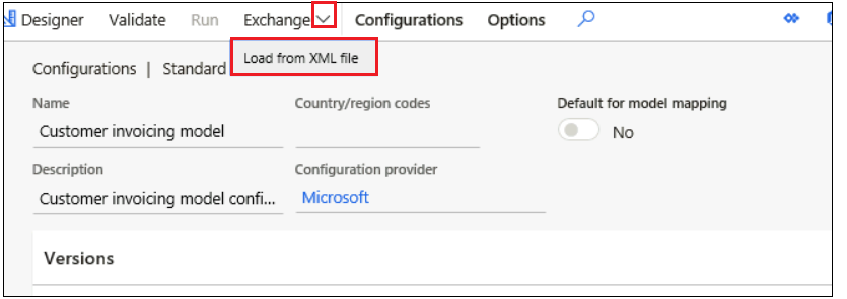 Designer Validate Run Exchange Configurations Options
Load from XML file
Configurations | Standard
Name Country/region codes Default for model mapping
Customer invoicing model No
Description Configuration provider
Customer invoicing model confi... Microsoft
Versions